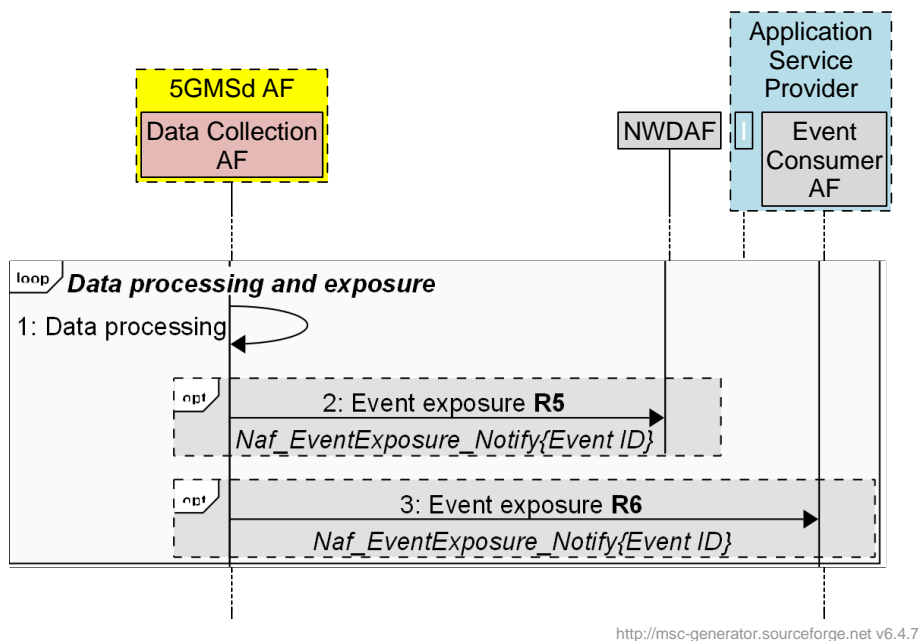 Application
Service
Provider
5GMSd AF
Data Collection
AF
NWDAF
Event
Consumer
AF
loop
Data processing and exposure
1: Data processing
opt
2: Event exposure R5
Naf_EventExposure_Notify{Event ID}
opt
3: Event exposure R6
Naf_EventExposure_Notify{Event ID}
http://msc-generator.sourceforge.net v6.4.7